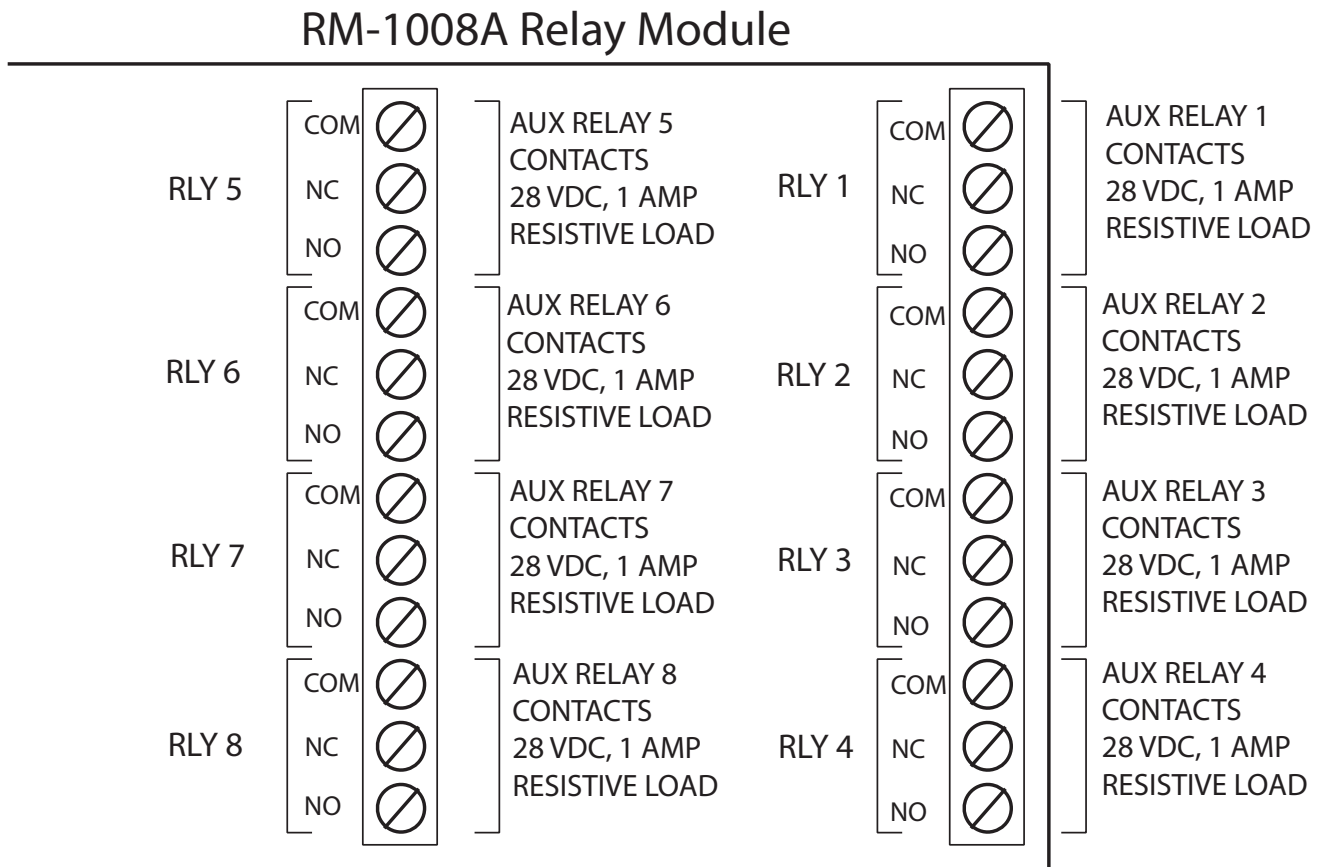 RM-1008A Relay Module
RLY 5
COM
NC
NO
AUX RELAY 5
CONTACTS
28 VDC, 1 AMP
RESISTIVE LOAD
RLY 6
COM
NC
NO
AUX RELAY 6
CONTACTS
28 VDC, 1 AMP
RESISTIVE LOAD
RLY 7
COM
NC
NO
AUX RELAY 7
CONTACTS
28 VDC, 1 AMP
RESISTIVE LOAD
RLY 8
COM
NC
NO
AUX RELAY 8
CONTACTS
28 VDC, 1 AMP
RESISTIVE LOAD
RLY 1
COM
NC
NO
AUX RELAY 1
CONTACTS
28 VDC, 1 AMP
RESISTIVE LOAD
RLY 2
COM
NC
NO
AUX RELAY 2
CONTACTS
28 VDC, 1 AMP
RESISTIVE LOAD
RLY 3
COM
NC
NO
AUX RELAY 3
CONTACTS
28 VDC, 1 AMP
RESISTIVE LOAD
RLY 4
COM
NC
NO
AUX RELAY 4
CONTACTS
28 VDC, 1 AMP
RESISTIVE LOAD